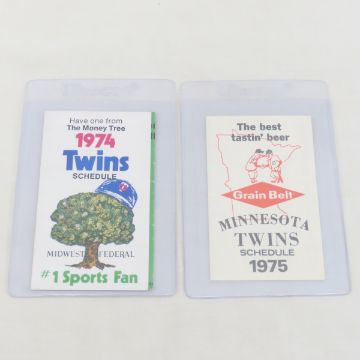 Have one from
The Money Tree
1974
Twins
SCHEDULE
MIDWEST FEDERAL
#1 Sports Fan
The best
tastin' beer
Grain Belt
MINNESOTA
TWINS
SCHEDULE
1975